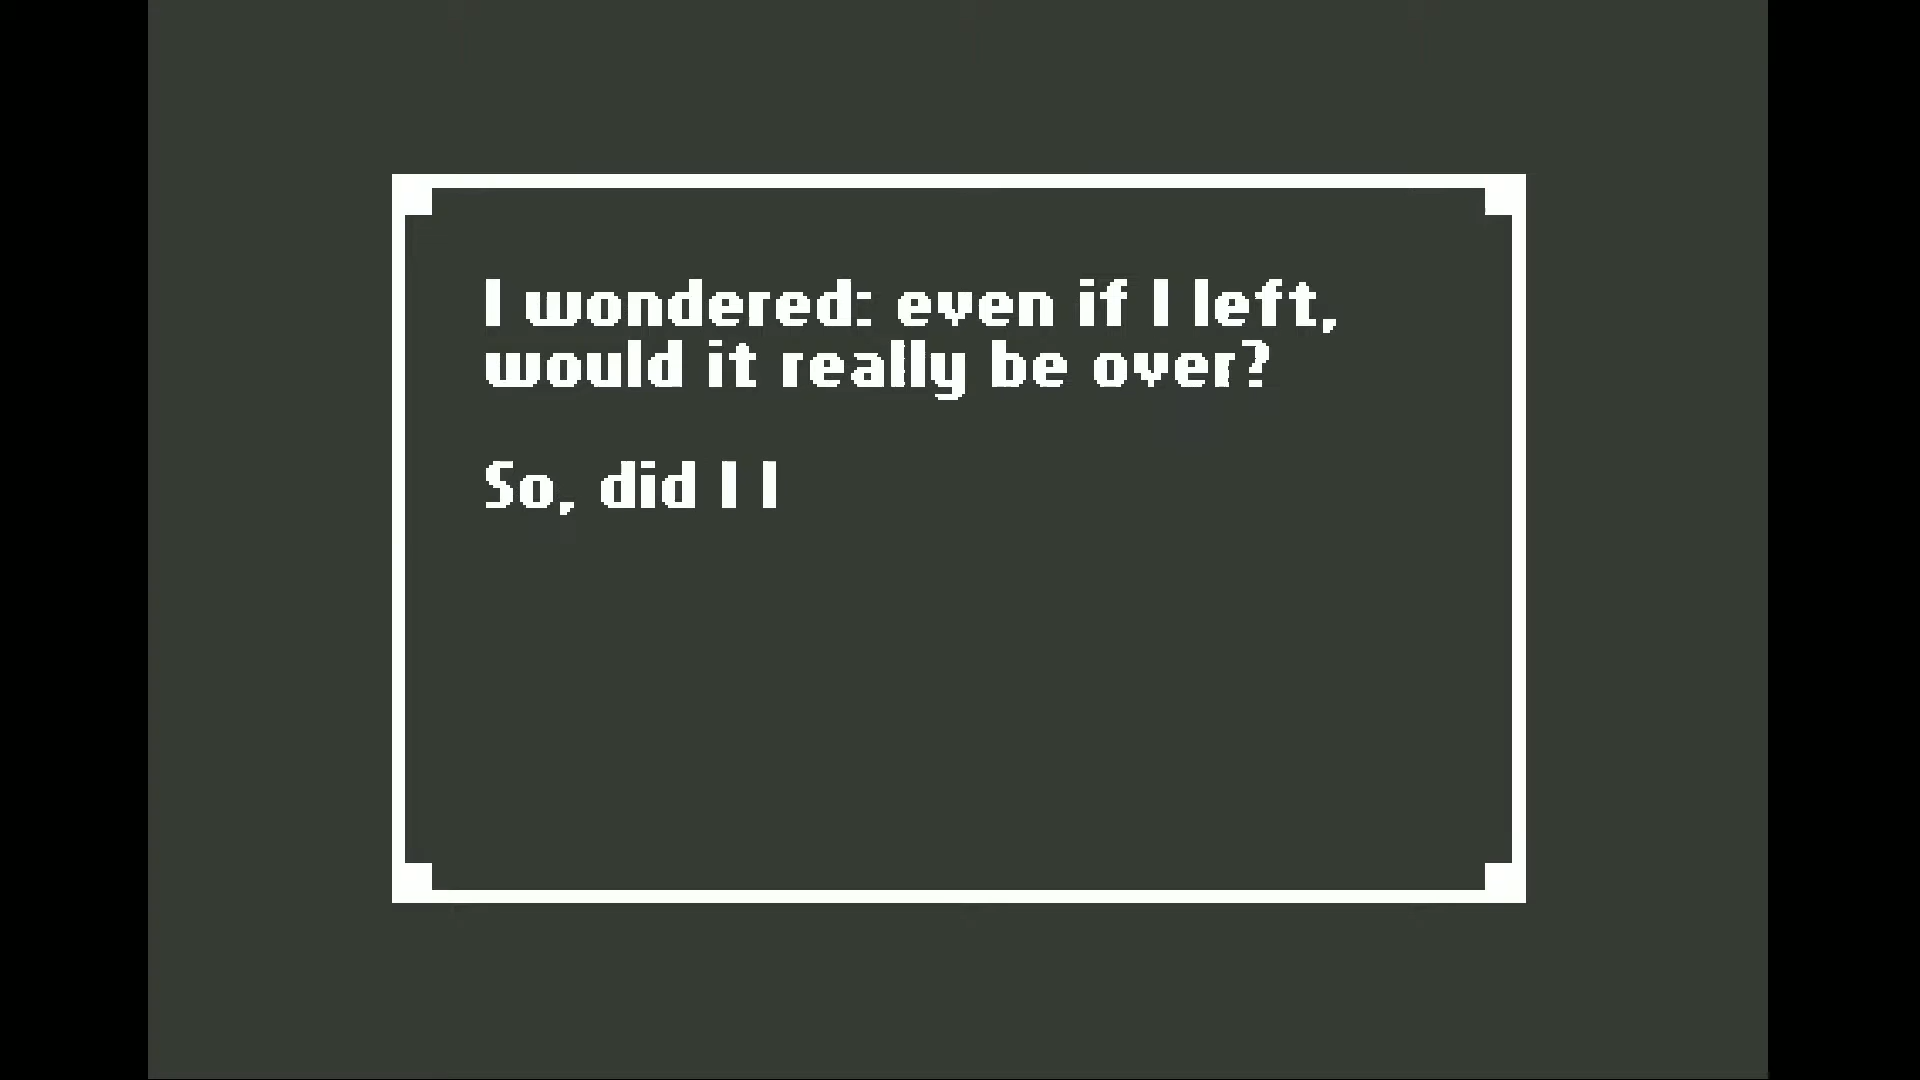 I wondered: even if I left,
would it really be over?
So, did I l